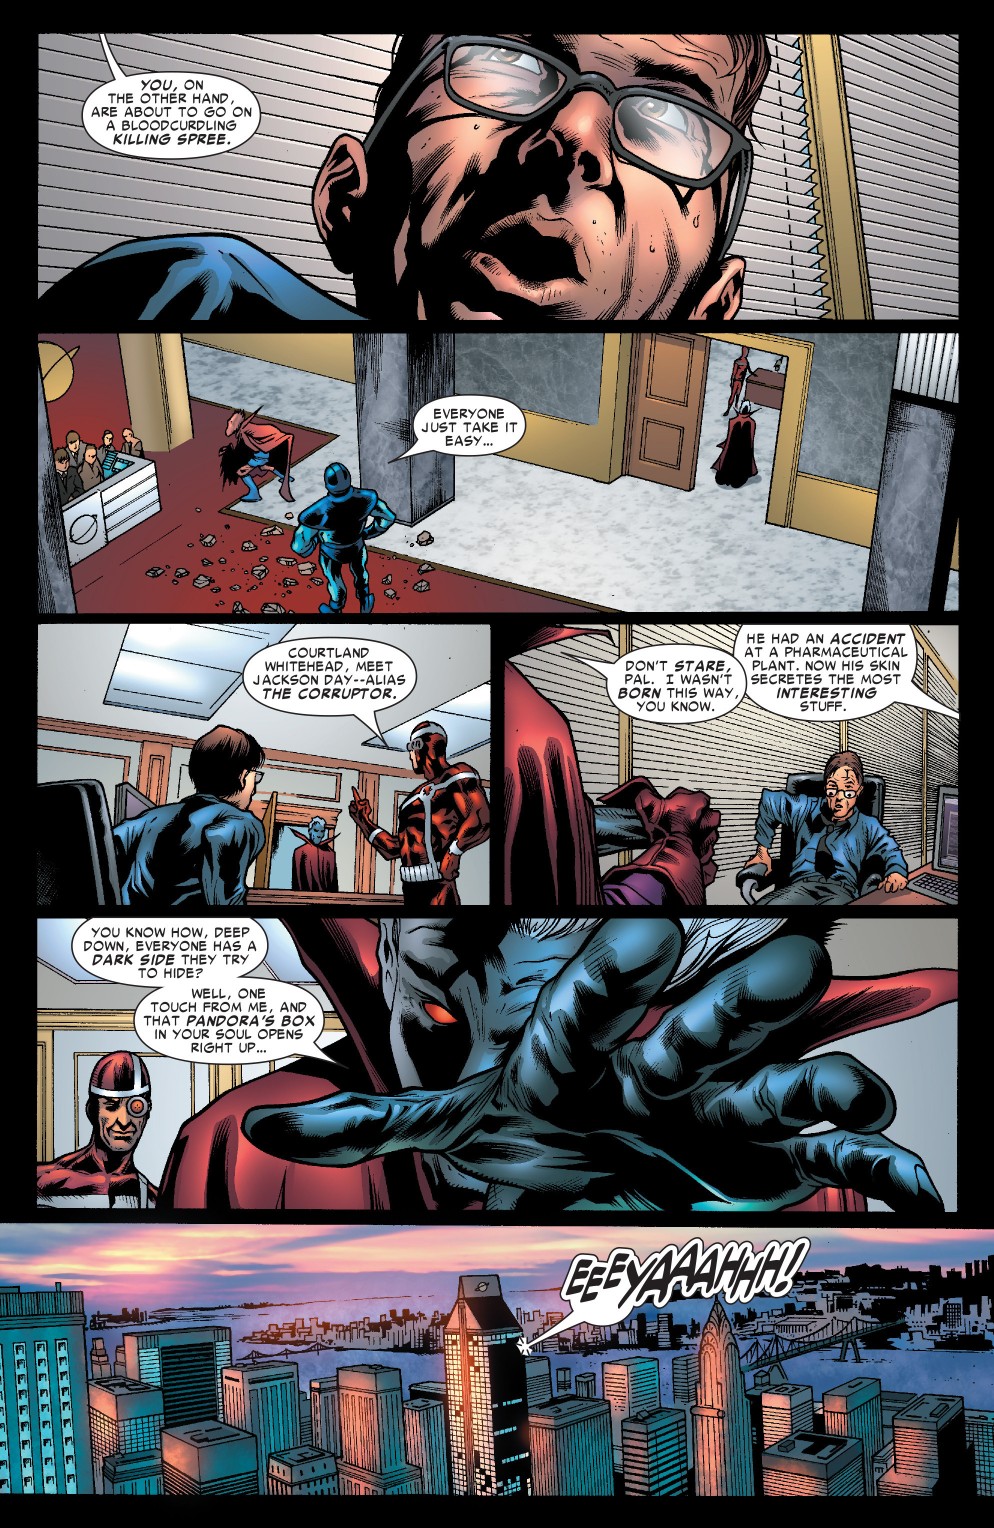 YOU, ON
THE OTHER HAND,
ARE ABOUT TO GO ON
A BLOODCURDLING
KILLING SPREE.
EVERYONE
JUST TAKE IT
EASY...
COURTLAND
WHITEHEAD, MEET
JACKSON DAY--ALIAS
THE CORRUPTOR.
DON'T STARE,
PAL. I WASN'T
BORN THIS WAY,
YOU KNOW.
HE HAD AN ACCIDENT
AT A PHARMACEUTICAL
PLANT. NOW HIS SKIN
SECRETES THE MOST
INTERESTING
STUFF.
YOU KNOW HOW, DEEP
DOWN, EVERYONE HAS A
DARK SIDE THEY TRY
TO HIDE?
WELL, ONE
TOUCH FROM ME, AND
THAT PANDORA'S BOX
IN YOUR SOUL OPENS
RIGHT UP...
EEEYAAAHHH!